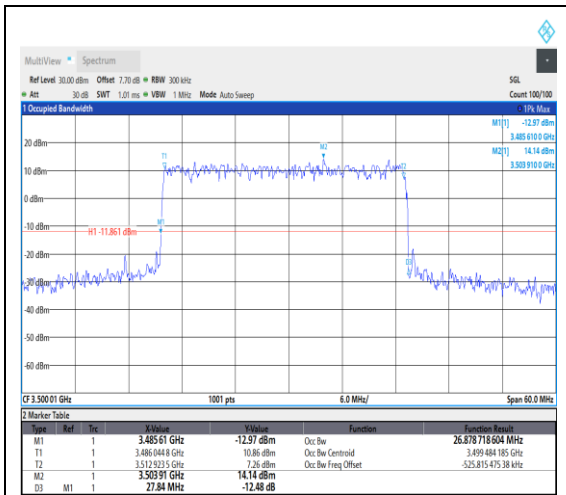 MultiView Spectrum
Ref Level 30.00 dBm Offset 7.70 dB RBW 300 kHz SGL
Att 30 dB SWT 1.01 ms VBW 1 MHz Mode Auto Sweep Count 100/100
1 Occupied Bandwidth 1Pk Max
M1[1] -12.97 dBm
3.485 610 0 GHz
M2[1] 14.14 dBm
3.503 910 0 GHz
20 dBm
10 dBm
0 dBm
-10 dBm
-20 dBm
-30 dBm
-40 dBm
-50 dBm
-60 dBm
T1
M2
T2
M1
H1 -11.861 dBm
D3
CF 3.500 01 GHz 1001 pts 6.0 MHz/ Span 60.0 MHz
2 Marker Table
Type Ref Trc X-Value Y-Value Function Function Result
M1 1 3.485 61 GHz -12.97 dBm Occ Bw 26.878 718 604 MHz
T1 1 3.486 044 8 GHz 10.86 dBm Occ Bw Centroid 3.499 484 185 GHz
T2 1 3.512 923 5 GHz 7.26 dBm Occ Bw Freq Offset -525.815 475 38 kHz
M2 1 3.503 91 GHz 14.14 dBm
D3 M1 1 27.84 MHz -12.48 dB